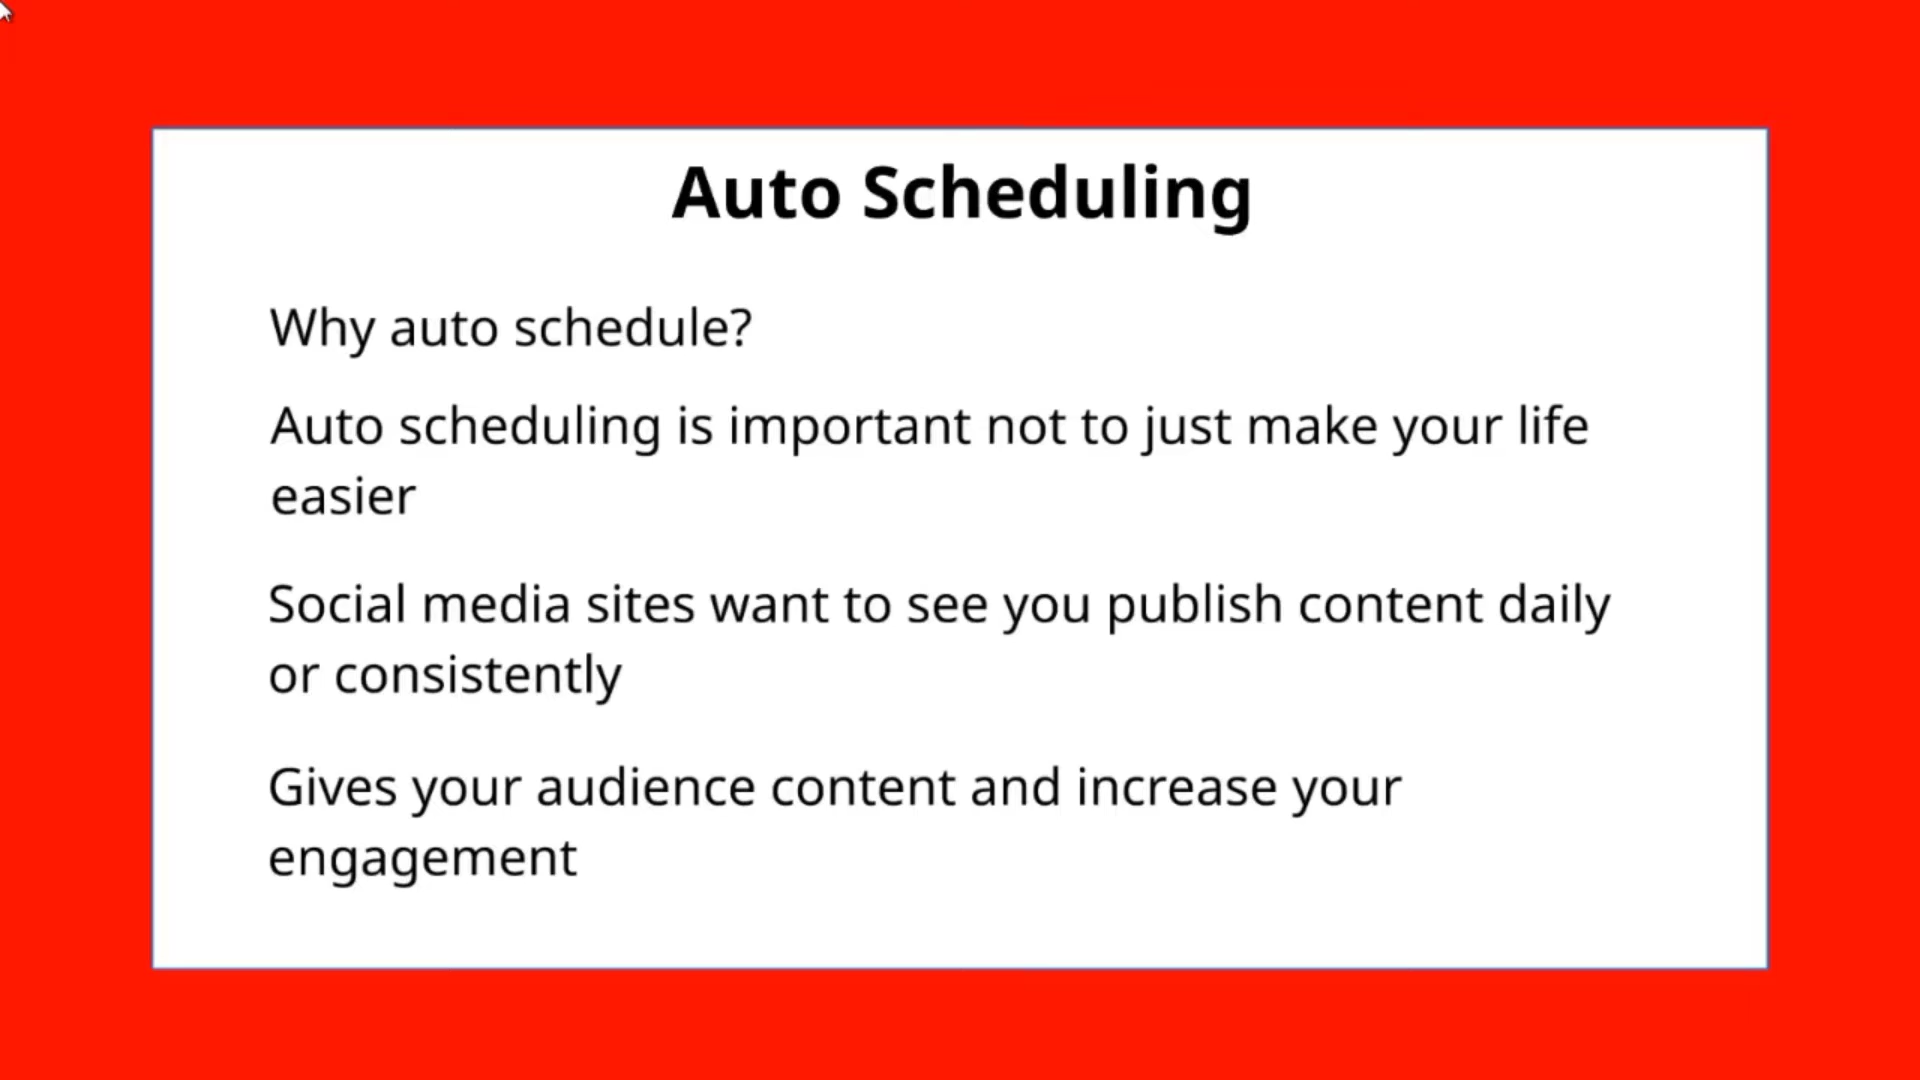 Auto Scheduling
Why auto schedule?
Auto scheduling is important not to just make your life
easier
Social media sites want to see you publish content daily
or consistently
Gives your audience content and increase your
engagement